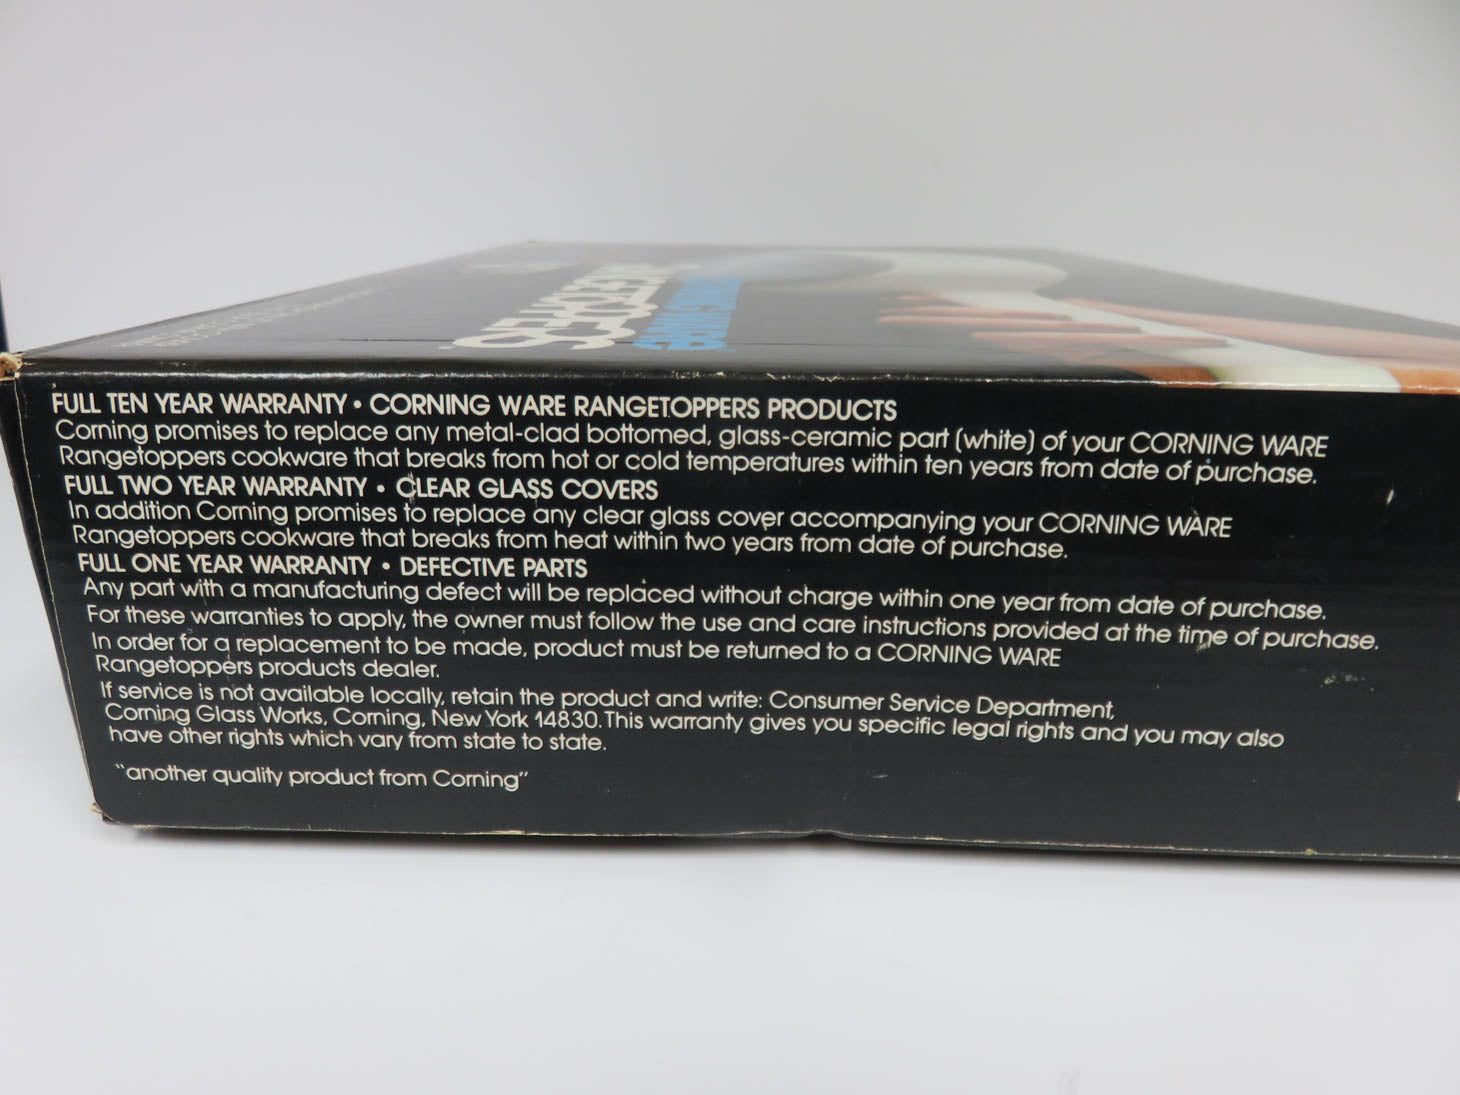 RANGETOPPERS
FULL TEN YEAR WARRANTY • CORNING WARE RANGETOPPERS PRODUCTS
Corning promises to replace any metal-clad bottomed, glass-ceramic part (white) of your CORNING WARE
Rangetoppers cookware that breaks from hot or cold temperatures within ten years from date of purchase.
FULL TWO YEAR WARRANTY • CLEAR GLASS COVERS
In addition Corning promises to replace any clear glass cover accompanying your CORNING WARE
Rangetoppers cookware that breaks from heat within two years from date of purchase.
FULL ONE YEAR WARRANTY • DEFECTIVE PARTS
Any part with a manufacturing defect will be replaced without charge within one year from date of purchase.
For these warranties to apply, the owner must follow the use and care instructions provided at the time of purchase.
In order for a replacement to be made, product must be returned to a CORNING WARE
Rangetoppers products dealer.
If service is not available locally, retain the product and write: Consumer Service Department,
Corning Glass Works, Corning, New York 14830. This warranty gives you specific legal rights and you may also
have other rights which vary from state to state.
"another quality product from Corning"